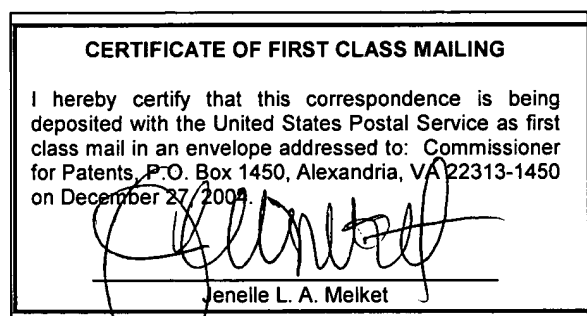 CERTIFICATE OF FIRST CLASS MAILING
I hereby certify that this correspondence is being
deposited with the United States Postal Service as first
class mail in an envelope addressed to: Commissioner
for Patents, P.O. Box 1450, Alexandria, VA 22313-1450
on December 27, 2004.
Jenelle L. A. Melket